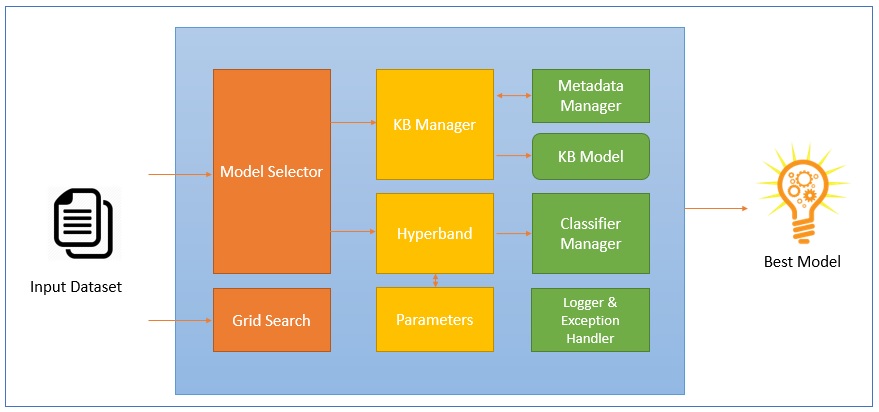 Model Selector
Grid Search
KB Manager
Hyperband
Parameters
Metadata
Manager
KB Model
Classifier
Manager
Logger &
Exception
Handler
Input Dataset
Best Model